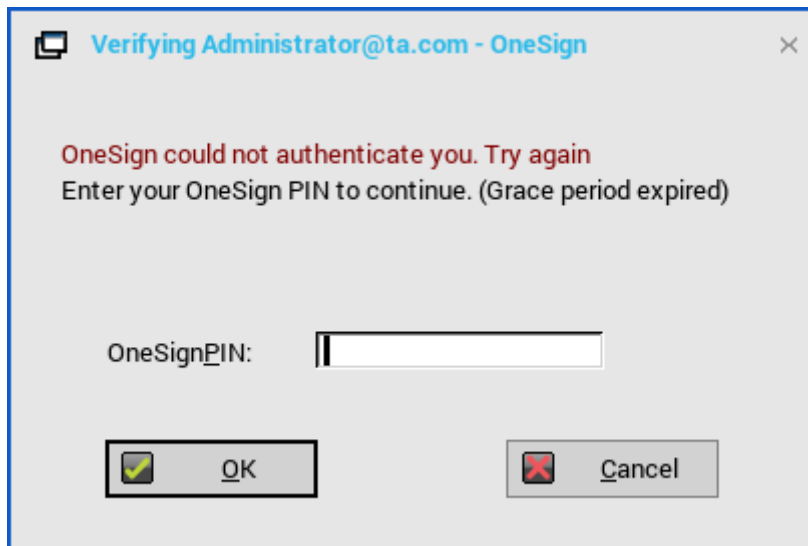 Verifying Administrator@ta.com - OneSign
OneSign could not authenticate you. Try again
Enter your OneSign PIN to continue. (Grace period expired)
OneSignPIN:
OK
Cancel